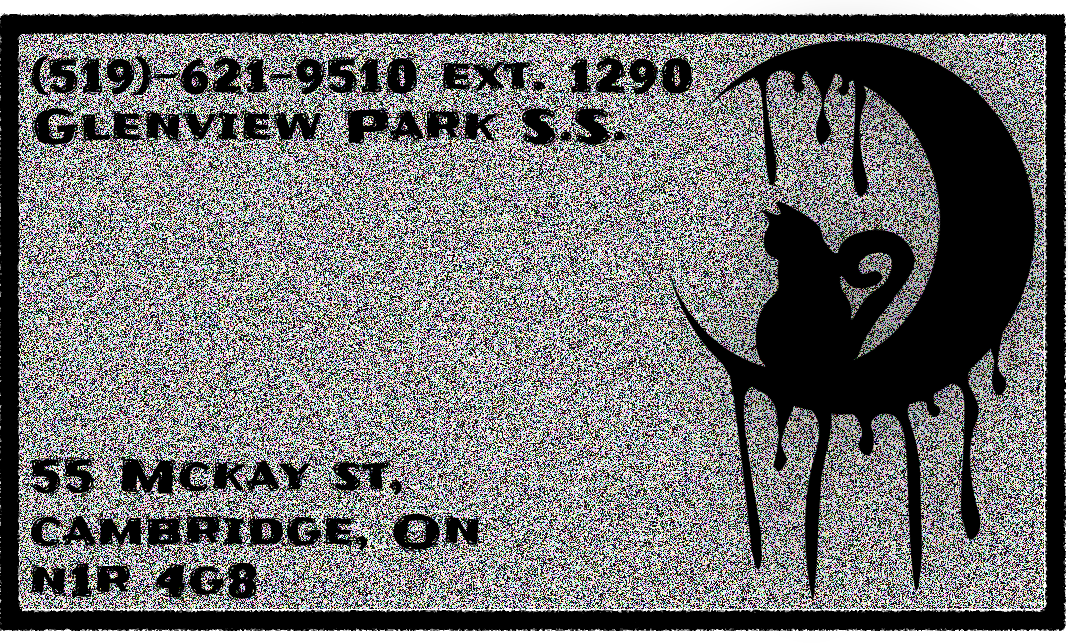 (519)-621-9510 EXT. 1290
GLENVIEW PARK S.S.
55 MCKAY ST,
CAMBRIDGE, ON
N1R 4G8